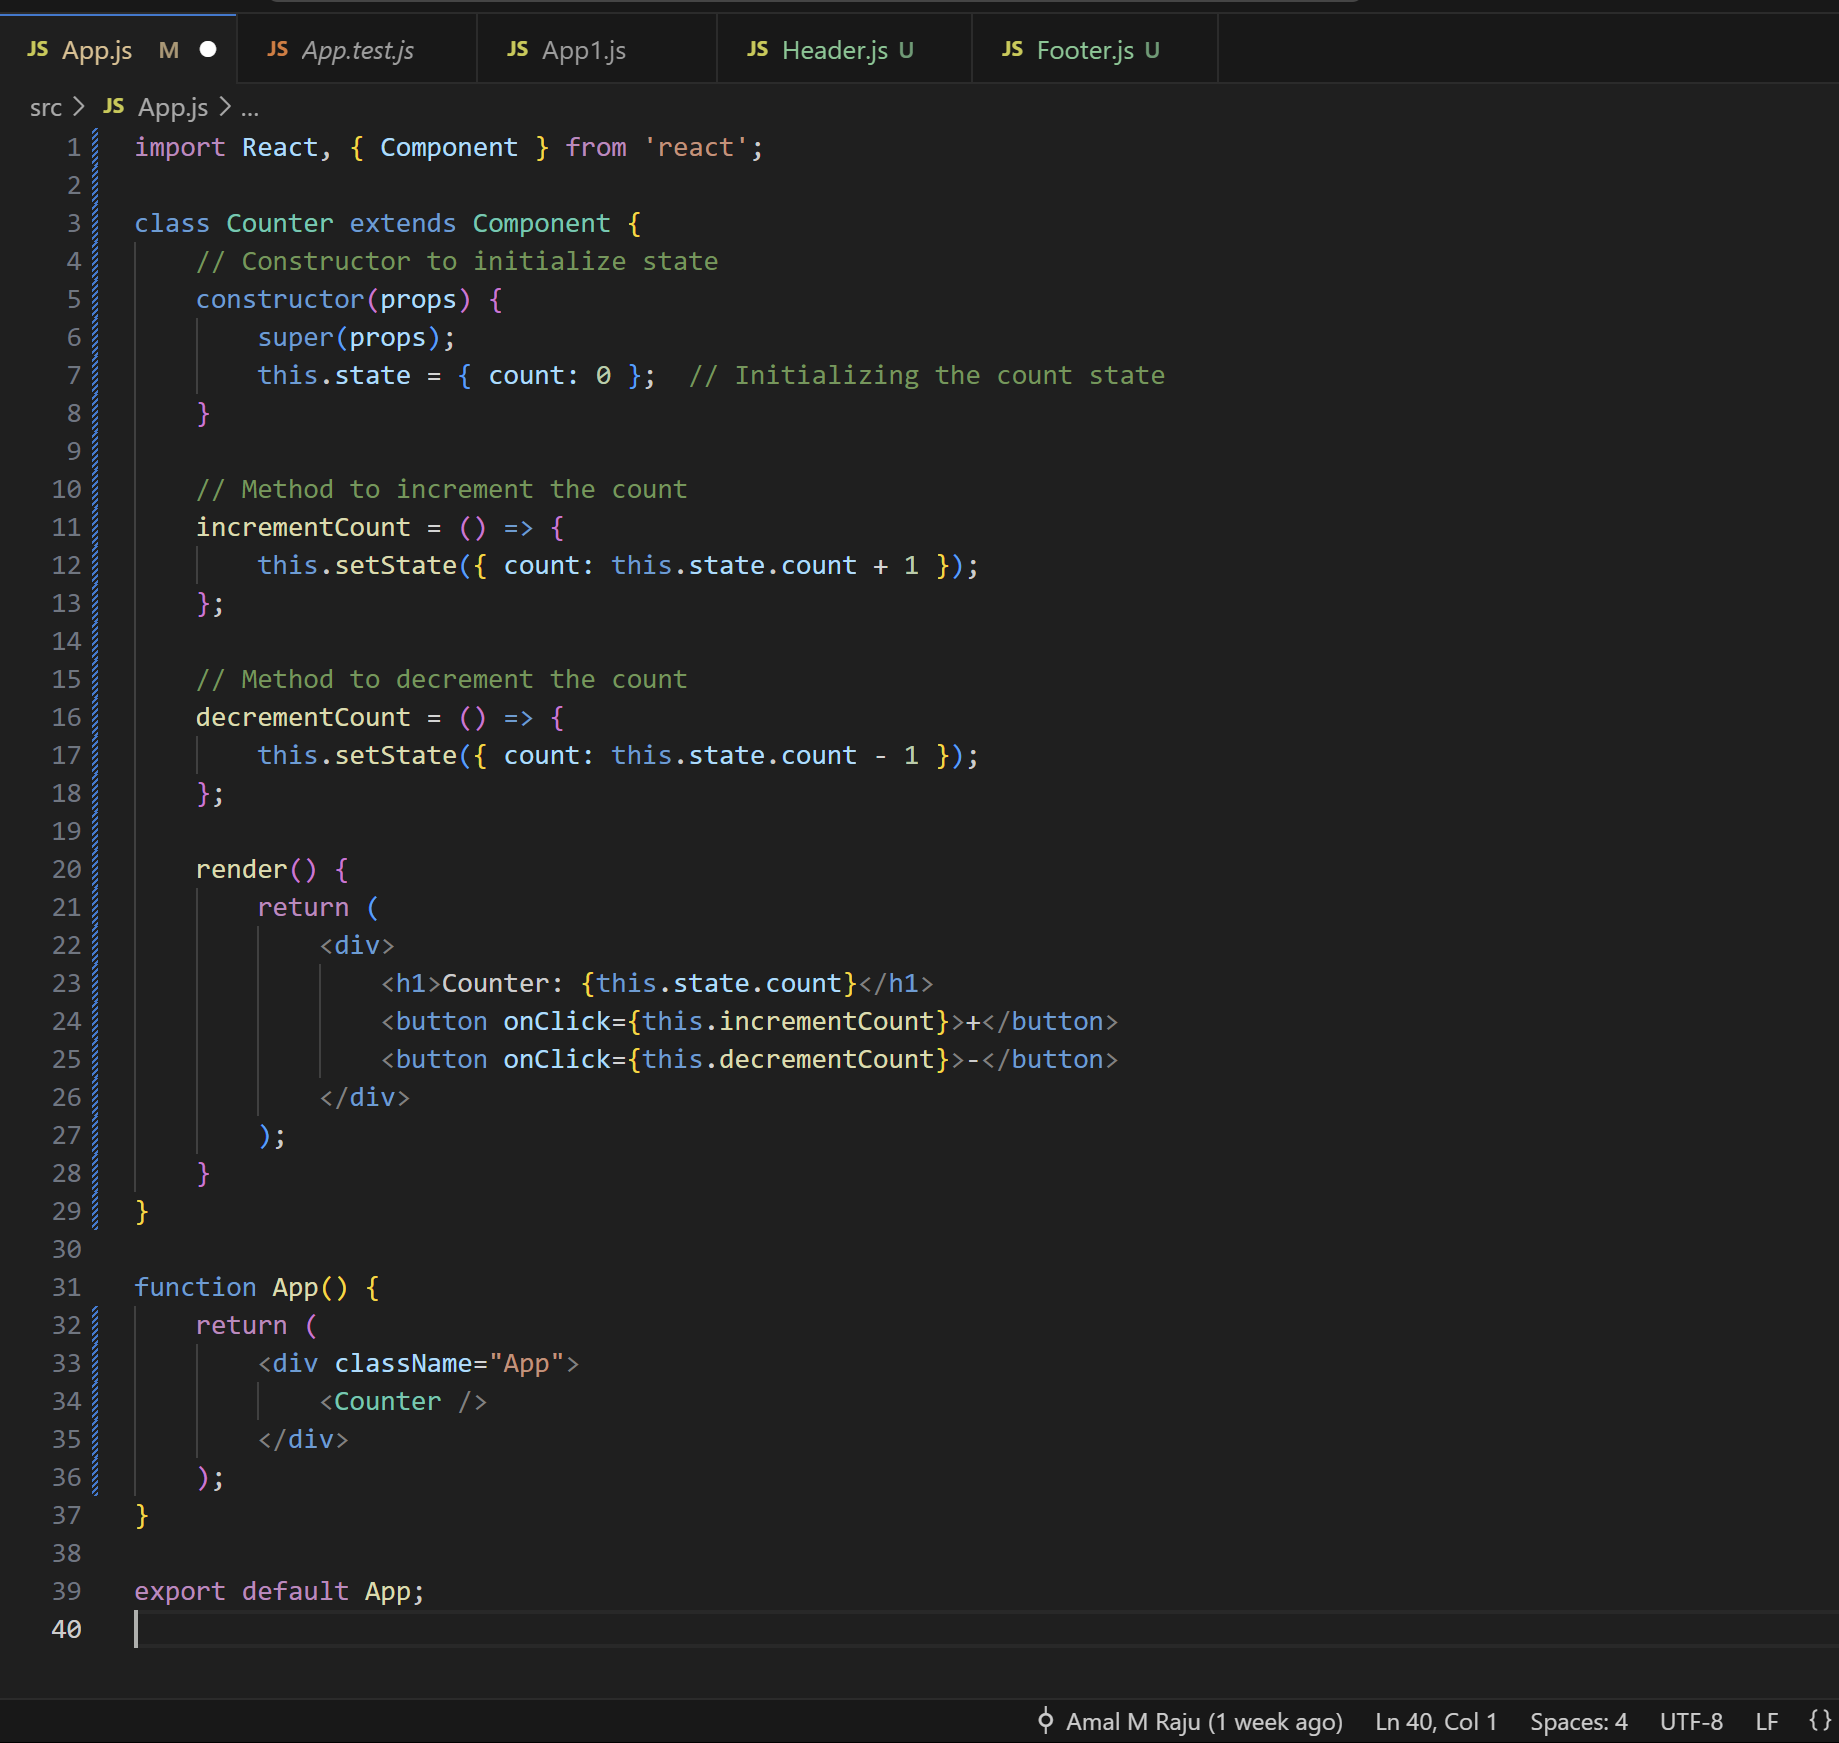 JS App.js M JS App.test.js JS App1.js JS Header.js U JS Footer.js U
src > JS App.js > ...
1 import React, { Component } from 'react';
2
3 class Counter extends Component {
4     // Constructor to initialize state
5     constructor(props) {
6         super(props);
7         this.state = { count: 0 };  // Initializing the count state
8     }
9
10     // Method to increment the count
11     incrementCount = () => {
12         this.setState({ count: this.state.count + 1 });
13     };
14
15     // Method to decrement the count
16     decrementCount = () => {
17         this.setState({ count: this.state.count - 1 });
18     };
19
20     render() {
21         return (
22             <div>
23                 <h1>Counter: {this.state.count}</h1>
24                 <button onClick={this.incrementCount}>+</button>
25                 <button onClick={this.decrementCount}>-</button>
26             </div>
27         );
28     }
29 }
30
31 function App() {
32     return (
33         <div className="App">
34             <Counter />
35         </div>
36     );
37 }
38
39 export default App;
40
Amal M Raju (1 week ago) Ln 40, Col 1 Spaces: 4 UTF-8 LF {}